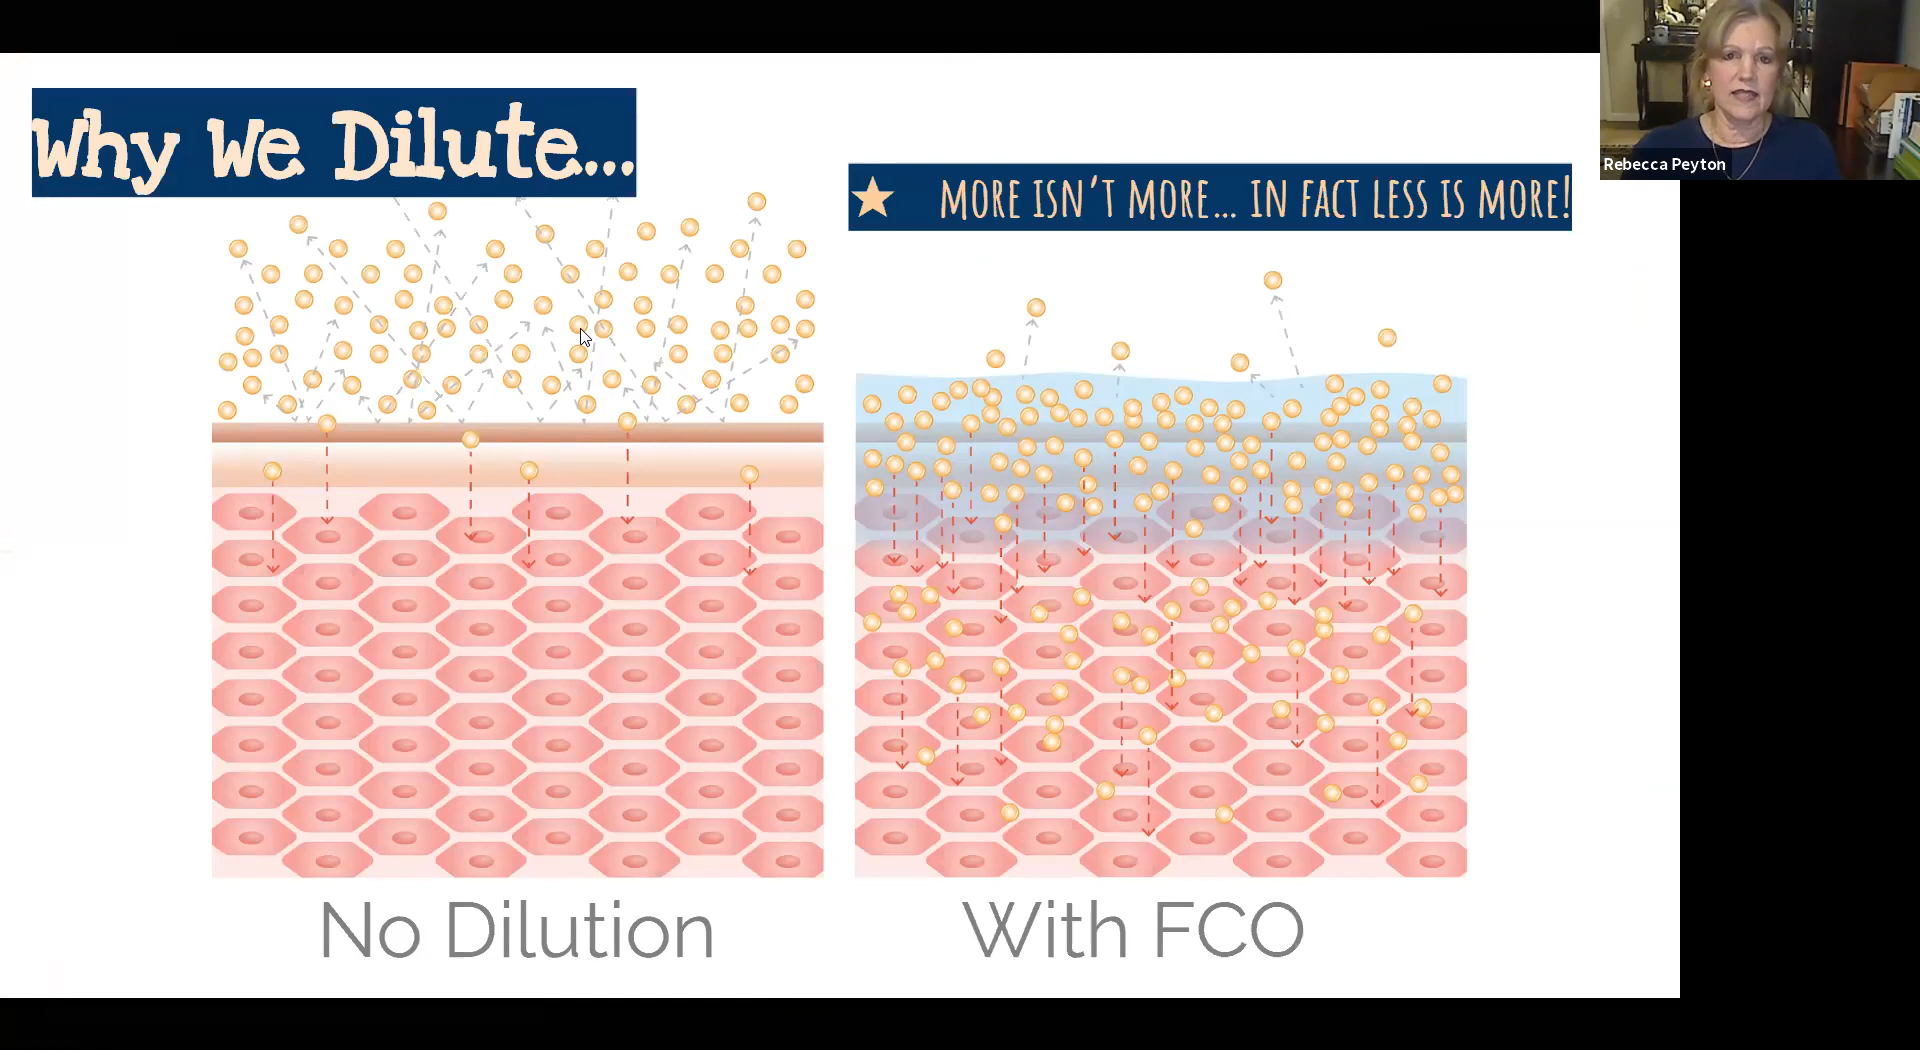 Why We Dilute...
MORE ISN'T MORE... IN FACT LESS IS MORE!
Rebecca Peyton
No Dilution
With FCO